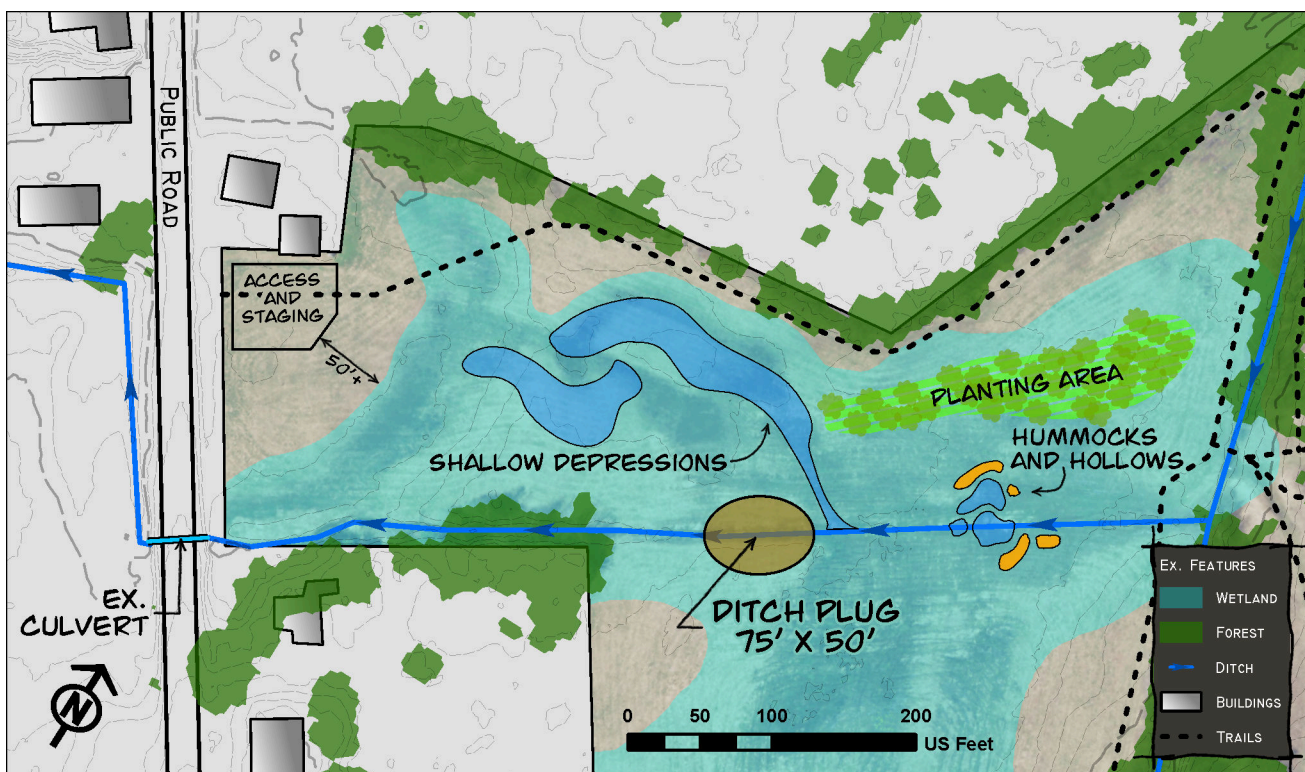 PUBLIC ROAD
ACCESS
AND
STAGING
50'+
SHALLOW DEPRESSIONS
PLANTING AREA
HUMMOCKS
AND HOLLOWS
EX.
CULVERT
DITCH PLUG
75' X 50'
N
0 50 100 200
US Feet
EX. FEATURES
WETLAND
FOREST
DITCH
BUILDINGS
TRAILS